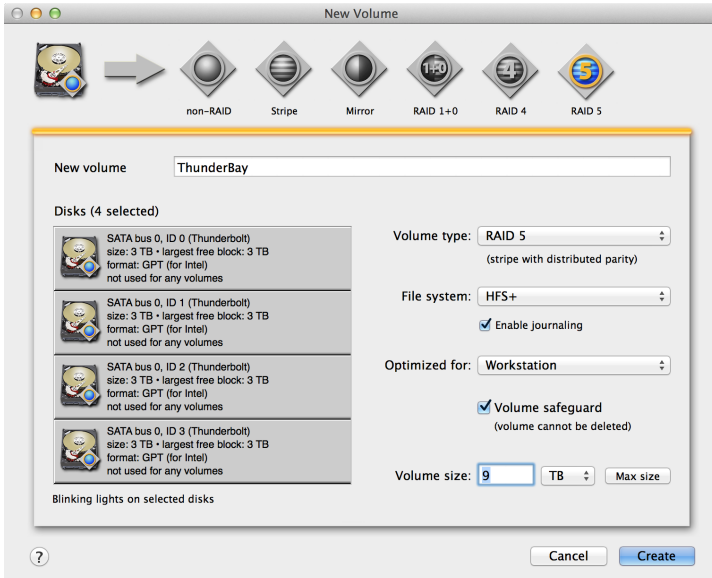 New Volume
1+0
4
5
non-RAID
Stripe
Mirror
RAID 1+0
RAID 4
RAID 5
New volume
ThunderBay
Disks (4 selected)
SATA bus 0, ID 0 (Thunderbolt)
size: 3 TB • largest free block: 3 TB
format: GPT (for Intel)
not used for any volumes
SATA bus 0, ID 1 (Thunderbolt)
size: 3 TB • largest free block: 3 TB
format: GPT (for Intel)
not used for any volumes
SATA bus 0, ID 2 (Thunderbolt)
size: 3 TB • largest free block: 3 TB
format: GPT (for Intel)
not used for any volumes
SATA bus 0, ID 3 (Thunderbolt)
size: 3 TB • largest free block: 3 TB
format: GPT (for Intel)
not used for any volumes
Blinking lights on selected disks
Volume type: RAID 5
(stripe with distributed parity)
File system: HFS+
Enable journaling
Optimized for: Workstation
Volume safeguard
(volume cannot be deleted)
Volume size: 9 TB Max size
?
Cancel
Create